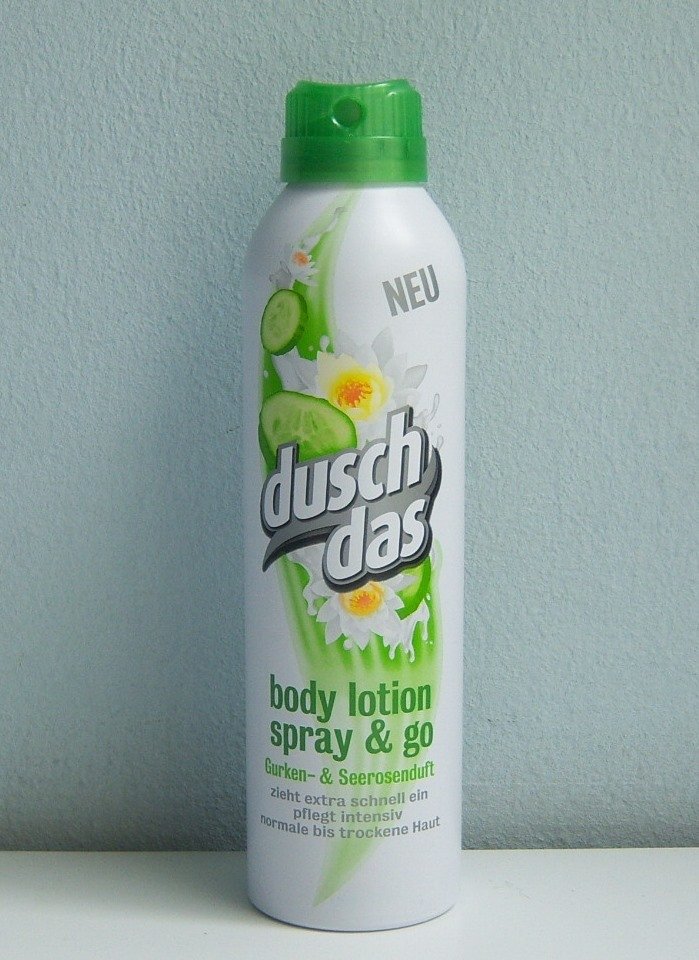 NEU
dusch
das
body lotion
spray & go
Gurken- & Seerosenduft
zieht extra schnell ein
pflegt intensiv
normale bis trockene Haut